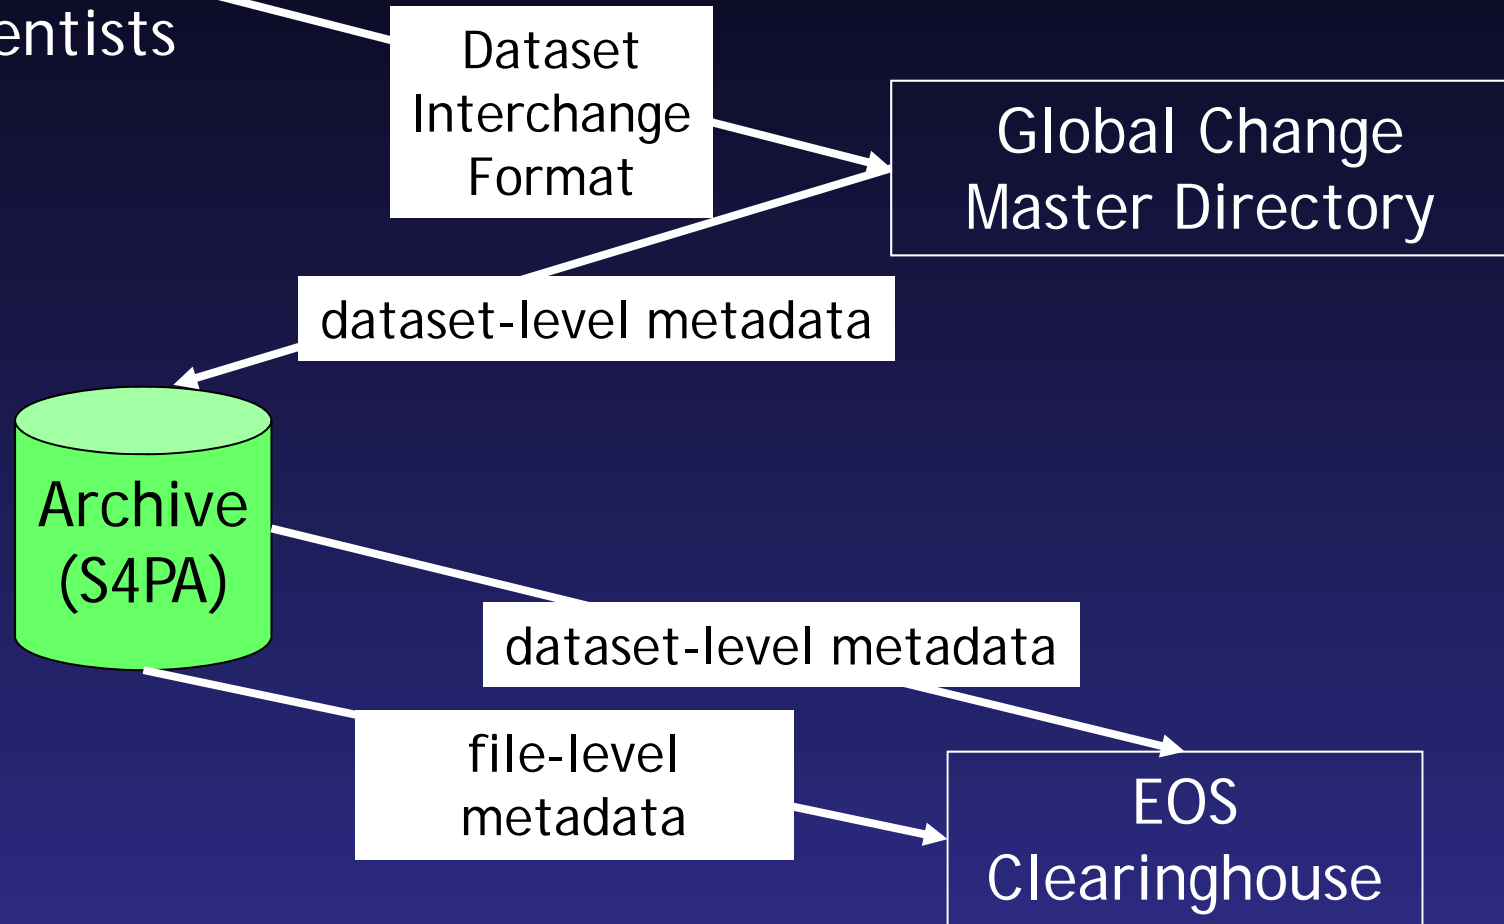 entists
Dataset
Interchange
Format
Global Change
Master Directory
dataset-level metadata
Archive
(S4PA)
dataset-level metadata
file-level
metadata
EOS
Clearinghouse